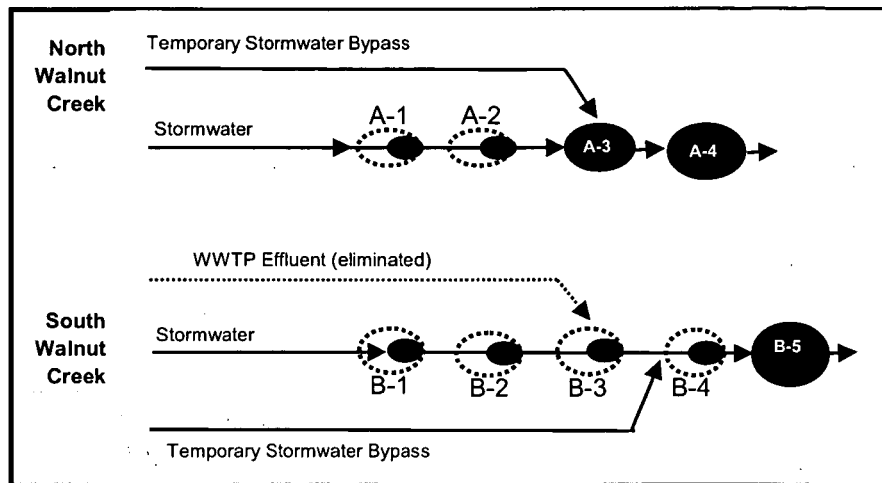 North
Walnut
Creek
Temporary Stormwater Bypass
Stormwater
A-1
A-2
A-3
A-4
South
Walnut
Creek
WWTP Effluent (eliminated)
Stormwater
B-1
B-2
B-3
B-4
B-5
Temporary Stormwater Bypass